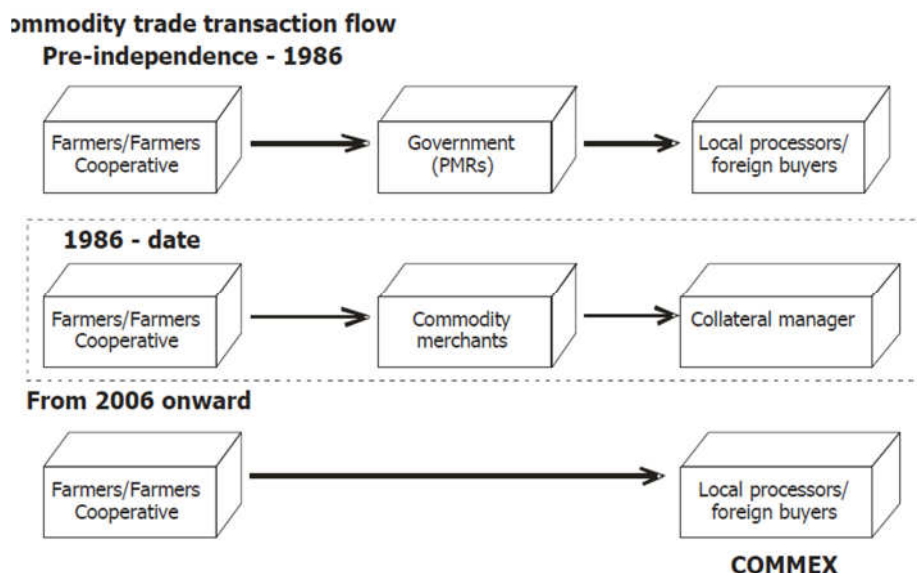 ommodity trade transaction flow
Pre-independence - 1986
Farmers/Farmers
Cooperative
Government
(PMRs)
Local processors/
foreign buyers
1986 - date
Farmers/Farmers
Cooperative
Commodity
merchants
Collateral manager
From 2006 onward
Farmers/Farmers
Cooperative
Local processors/
foreign buyers
COMMEX